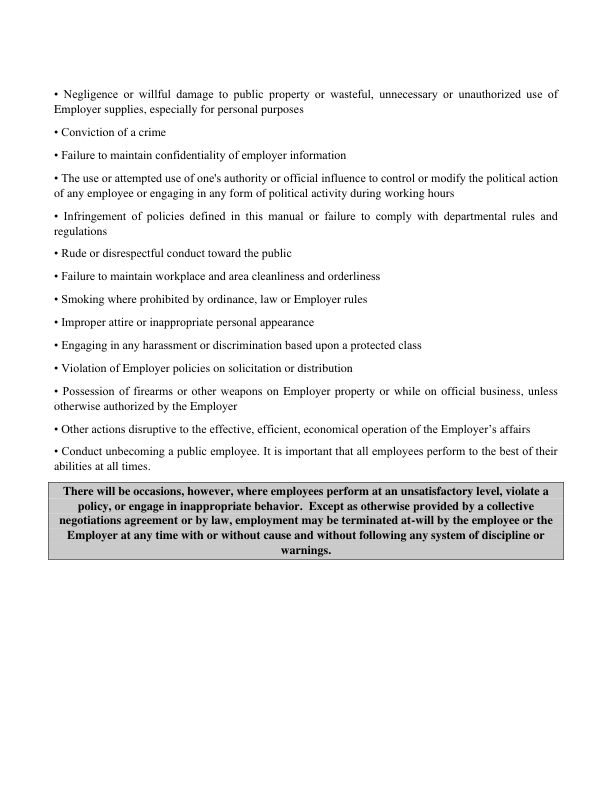 • Negligence or willful damage to public property or wasteful, unnecessary or unauthorized use of
Employer supplies, especially for personal purposes
• Conviction of a crime
• Failure to maintain confidentiality of employer information
• The use or attempted use of one's authority or official influence to control or modify the political action
of any employee or engaging in any form of political activity during working hours
• Infringement of policies defined in this manual or failure to comply with departmental rules and
regulations
• Rude or disrespectful conduct toward the public
• Failure to maintain workplace and area cleanliness and orderliness
• Smoking where prohibited by ordinance, law or Employer rules
• Improper attire or inappropriate personal appearance
• Engaging in any harassment or discrimination based upon a protected class
• Violation of Employer policies on solicitation or distribution
• Possession of firearms or other weapons on Employer property or while on official business, unless
otherwise authorized by the Employer
• Other actions disruptive to the effective, efficient, economical operation of the Employer’s affairs
• Conduct unbecoming a public employee. It is important that all employees perform to the best of their
abilities at all times.
There will be occasions, however, where employees perform at an unsatisfactory level, violate a
policy, or engage in inappropriate behavior.  Except as otherwise provided by a collective
negotiations agreement or by law, employment may be terminated at-will by the employee or the
Employer at any time with or without cause and without following any system of discipline or
warnings.